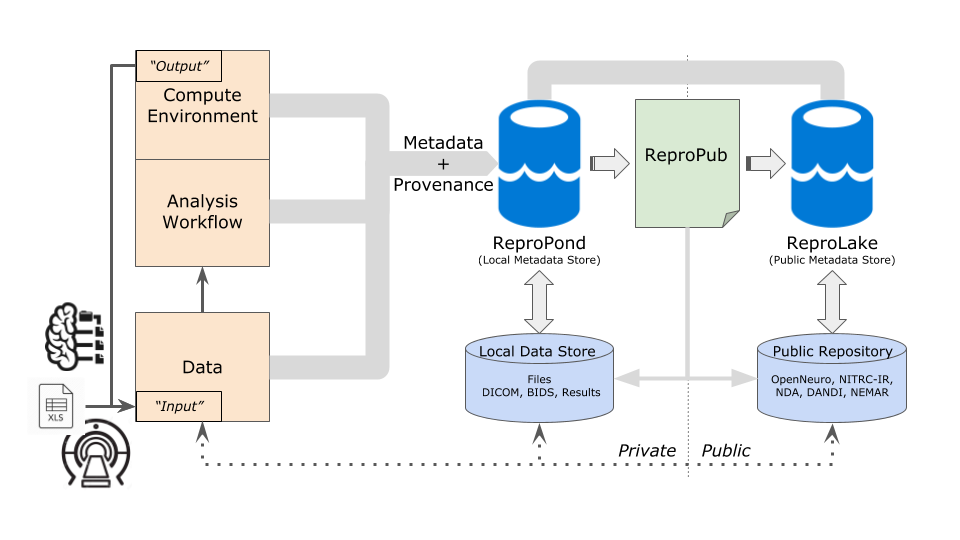 “Output”
Compute
Environment
Analysis
Workflow
Data
“Input”
XLS
Metadata
+
Provenance
ReproPond
(Local Metadata Store)
ReproPub
ReproLake
(Public Metadata Store)
Local Data Store
Files
DICOM, BIDS, Results
Public Repository
OpenNeuro, NITRC-IR,
NDA, DANDI, NEMAR
Private
Public